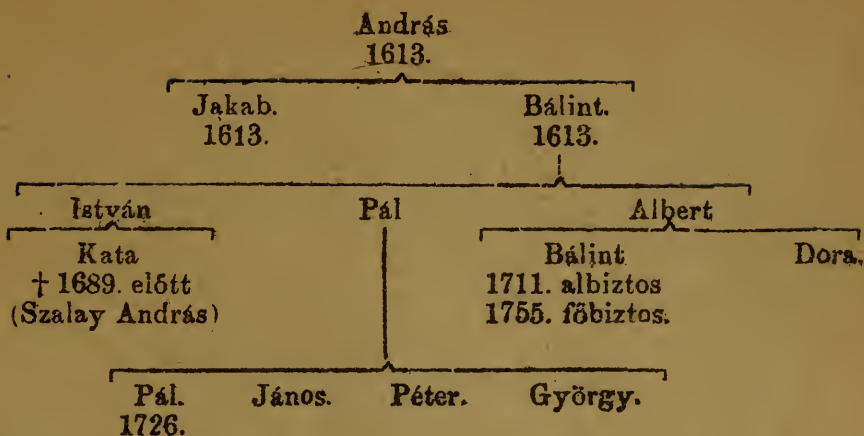 András
1613.
Jakab. Bálint.
1613. 1613.
István Pál Albert
Kata Bálint Dora.
† 1689. előtt 1711. albiztos
(Szalay András) 1755. főbiztos.
Pál. János. Péter. György.
1726.